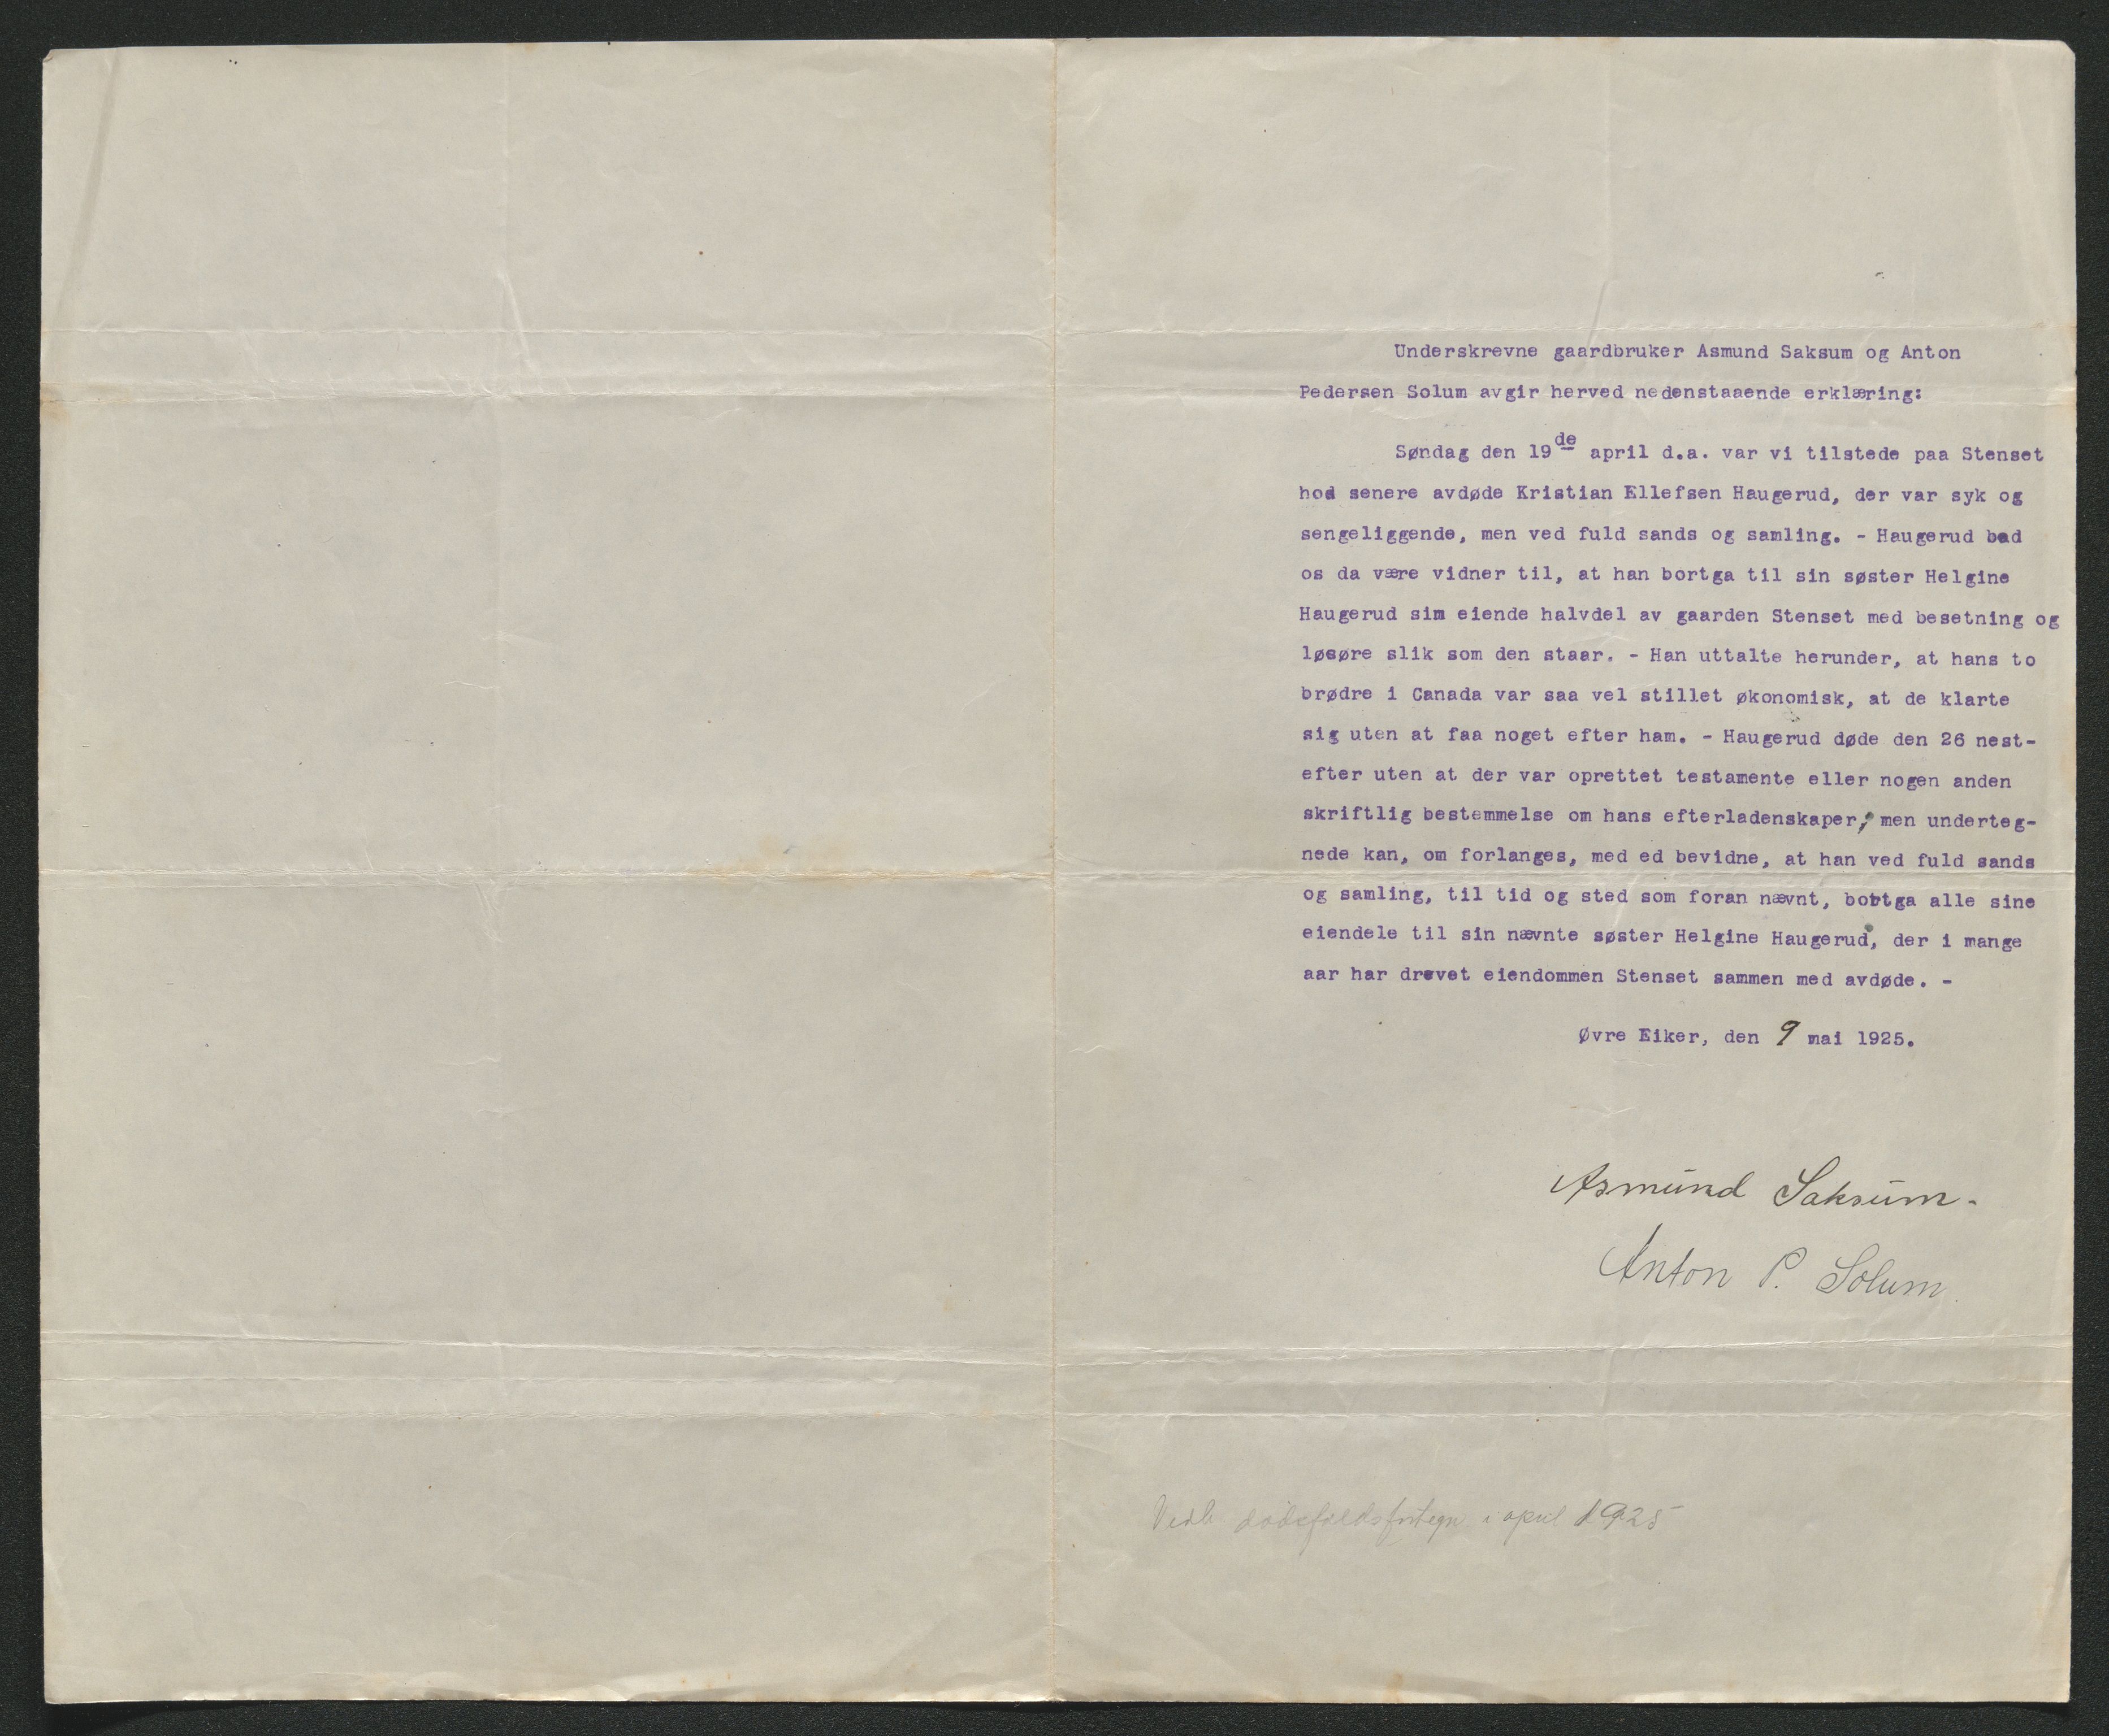 Underskrevne gaardbruker Asmund Saksum og Anton
Pedersen Solum avgir herved nedenstaaende erklæring:
Søndag den 19de april d.a. var vi tilstede paa Stenset
hos senere avdøde Kristian Ellefsen Haugerud, der var syk og
sengeliggende, men ved fuld sands og samling. - Haugerud bad
os da være vidner til, at han bortga til sin søster Helgine
Haugerud sin eiende halvdel av gaarden Stenset med besetning og
løsøre slik som den staar. - Han uttalte herunder, at hans to
brødre i Canada var saa vel stillet økonomisk, at de klarte
sig uten at faa noget efter ham. - Haugerud døde den 26 nest-
efter uten at der var oprettet testamente eller nogen anden
skriftlig bestemmelse om hans efterladenskaper; men underteg-
nede kan, om forlanges, med ed bevidne, at han ved fuld sands
og samling, til tid og sted som foran nævnt, bortga alle sine
eiendele til sin nævnte søster Helgine Haugerud, der i mange
aar har drevet eiendommen Stenset sammen med avdøde. -
Øvre Eiker, den 9 mai 1925.
Asmund Saksum.
Anton P. Solum.
Vedl. dødsfaldsfortegn i april 1925